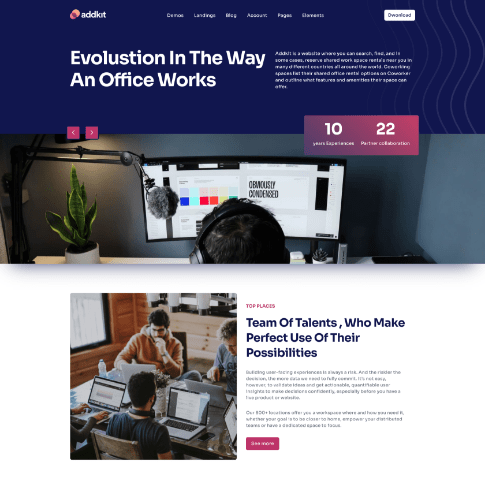 addkit
Demos Landings Blog Account Pages Elements
Dwonload
Evolustion In The Way
An Office Works
Addkit is a website where you can search, find, and in
some cases, reserve shared work space rentals near you in
many different countries all around the world. Coworking
spaces list their shared office rental options on Coworker
and outline what features and amenities their space can
offer.
10
years Experiences
22
Partner collaboration
OBVIOUSLY
CONDENSED
TOP PLACES
Team Of Talents , Who Make
Perfect Use Of Their
Possibilities
Building user-facing experiences is always a risk. And the riskier the
decision, the more data we need to fully commit. It's not easy,
however, to validate ideas and get actionable, quantifiable user
insights to make decisions confidently, especially before you have a
live product or website.
Our 800+ locations offer you a workspace where and how you need it,
whether your goal is to be closer to home, empower your distributed
teams or have a dedicated space to focus.
See more